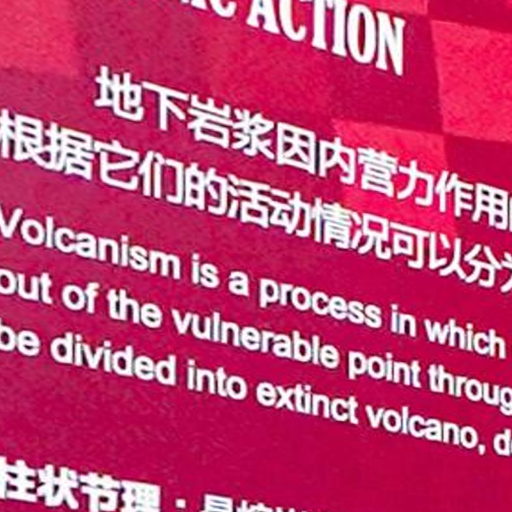 ACTION
地下岩浆因内营力作用
根据它们的活动情况可以分为
Volcanism is a process in which
out of the vulnerable point throug
be divided into extinct volcano, d
柱状节理：是